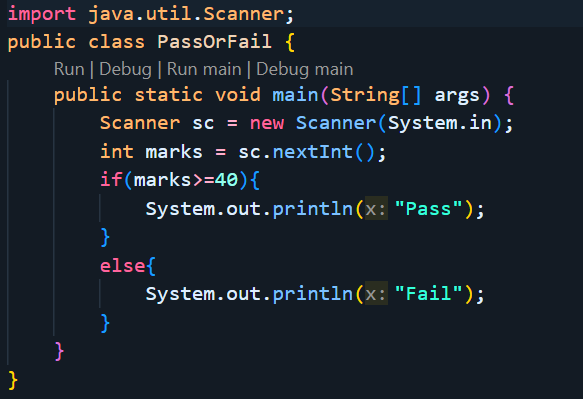 import java.util.Scanner;
public class PassOrFail {
Run | Debug | Run main | Debug main
public static void main(String[] args) {
Scanner sc = new Scanner(System.in);
int marks = sc.nextInt();
if(marks>=40){
System.out.println(x: "Pass");
}
else{
System.out.println(x: "Fail");
}
}
}